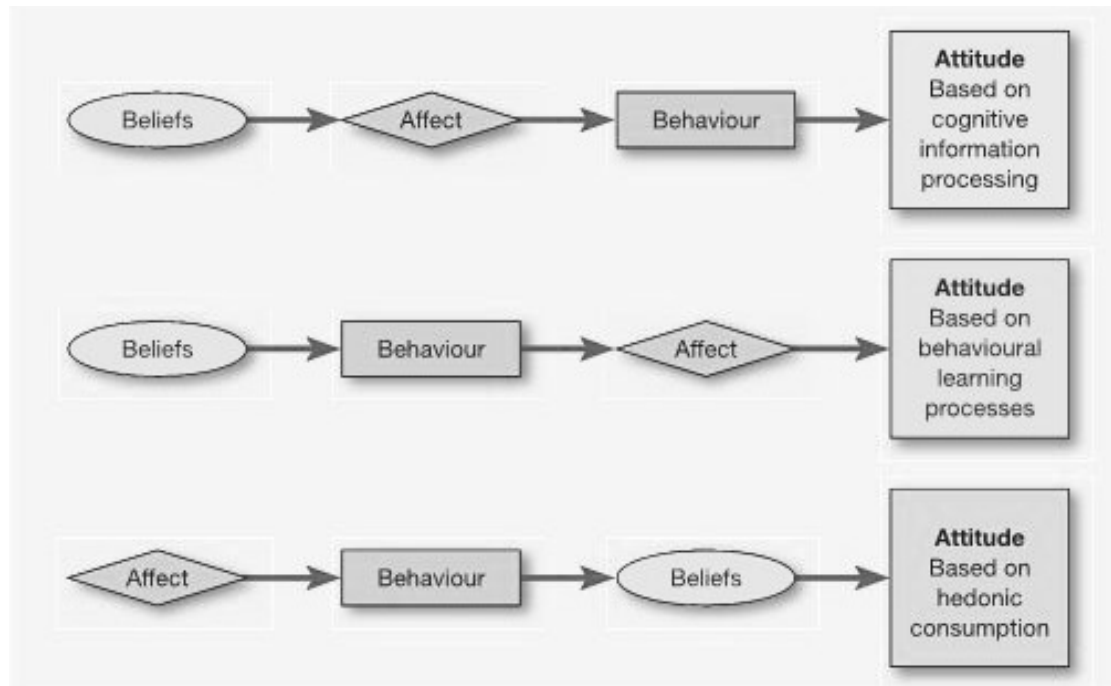 Beliefs
Affect
Behaviour
Attitude
Based on
cognitive
information
processing
Beliefs
Behaviour
Affect
Attitude
Based on
behavioural
learning
processes
Affect
Behaviour
Beliefs
Attitude
Based on
hedonic
consumption